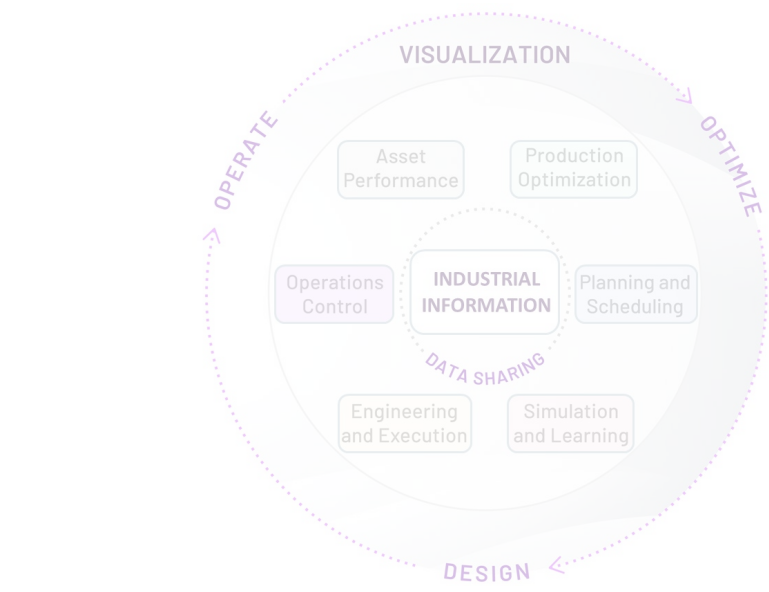 VISUALIZATION
OPERATE
OPTIMIZE
Asset
Performance
Production
Optimization
Operations
Control
INDUSTRIAL
INFORMATION
Planning and
Scheduling
DATA SHARING
Engineering
and Execution
Simulation
and Learning
DESIGN